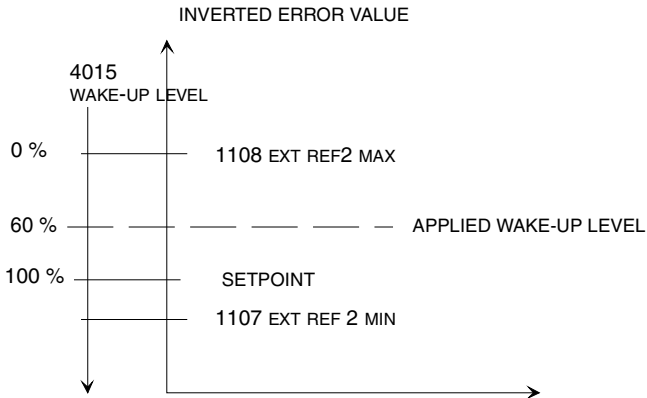 INVERTED ERROR VALUE
4015
WAKE-UP LEVEL
0 %
1108 EXT REF2 MAX
60 %
APPLIED WAKE-UP LEVEL
100 %
SETPOINT
1107 EXT REF 2 MIN